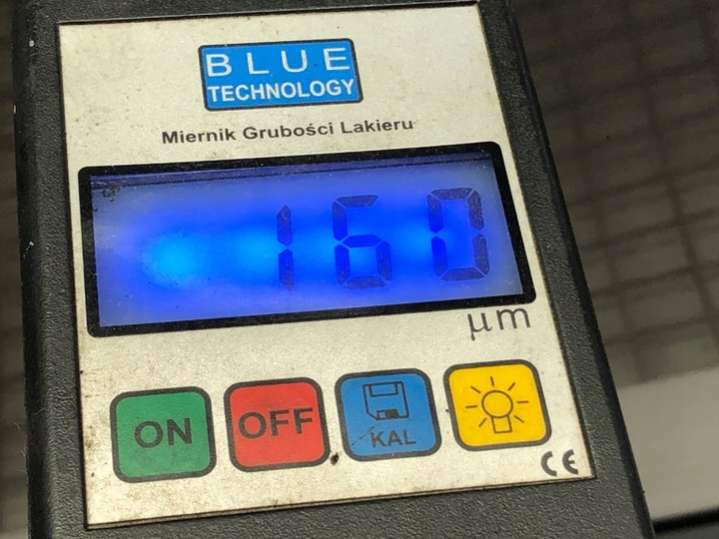 BLUE
TECHNOLOGY
Miernik Grubości Lakieru
160
µm
ON
OFF
KAL
CE